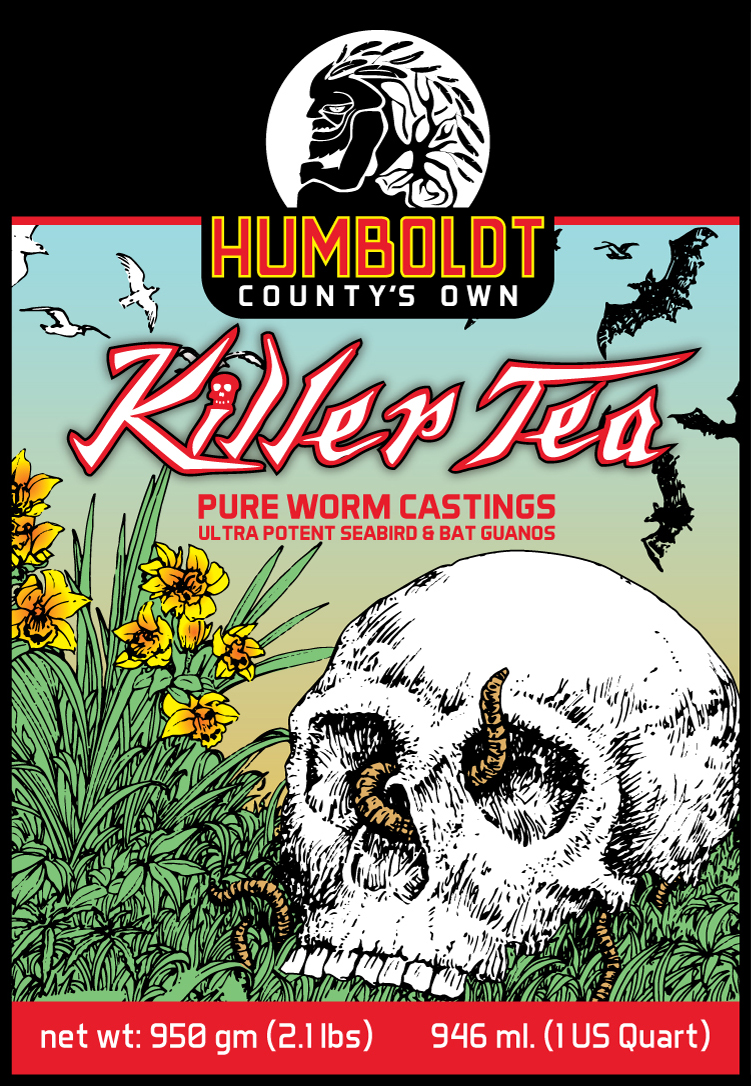 HUMBOLDT
COUNTY'S OWN
Killer Tea
PURE WORM CASTINGS
ULTRA POTENT SEABIRD & BAT GUANOS
net wt: 950 gm (2.1 lbs) 946 ml. (1 US Quart)